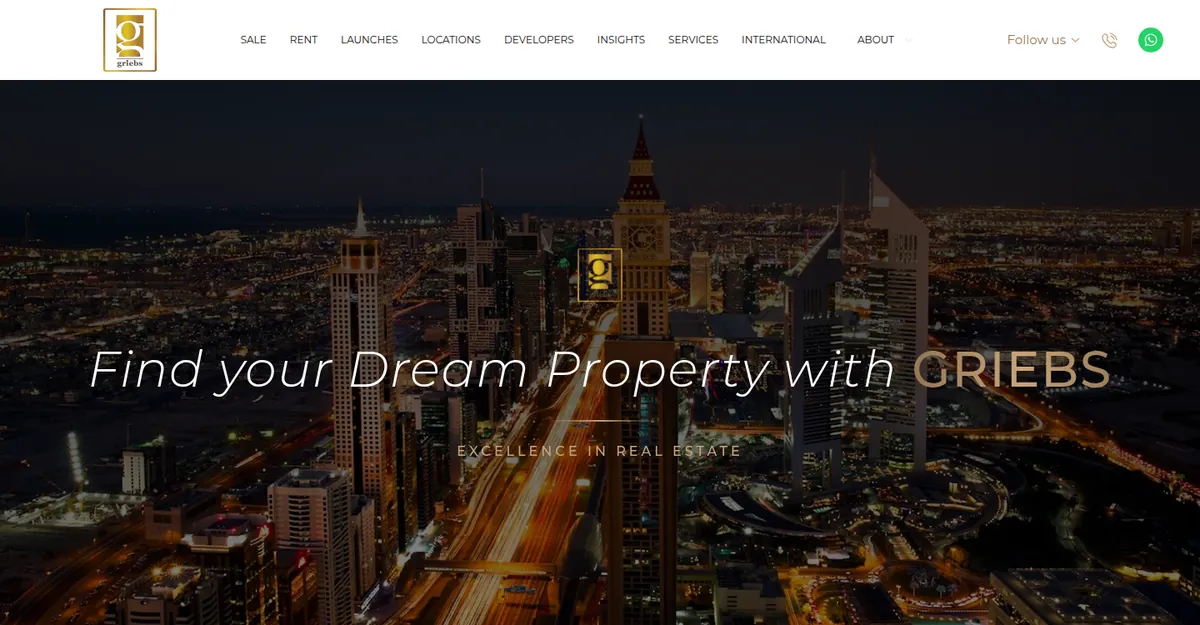 g
griebs
SALE RENT LAUNCHES LOCATIONS DEVELOPERS INSIGHTS SERVICES INTERNATIONAL ABOUT
Follow us
g
Find your Dream Property with GRIEBS
EXCELLENCE IN REAL ESTATE